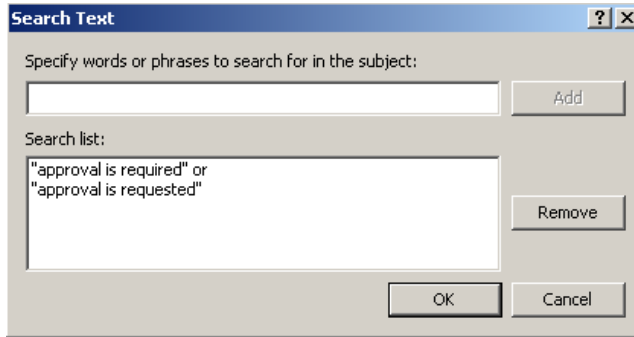 Search Text
Specify words or phrases to search for in the subject:
Add
Search list:
"approval is required" or
"approval is requested"
Remove
OK
Cancel